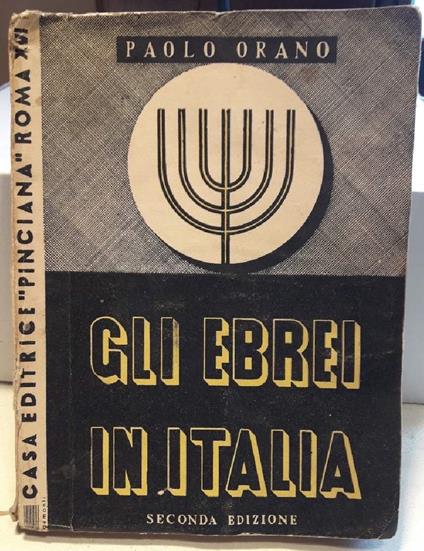 PAOLO ORANO
GLI EBREI
IN ITALIA
SECONDA EDIZIONE
CASA EDITRICE "PINCIANA" ROMA XVI